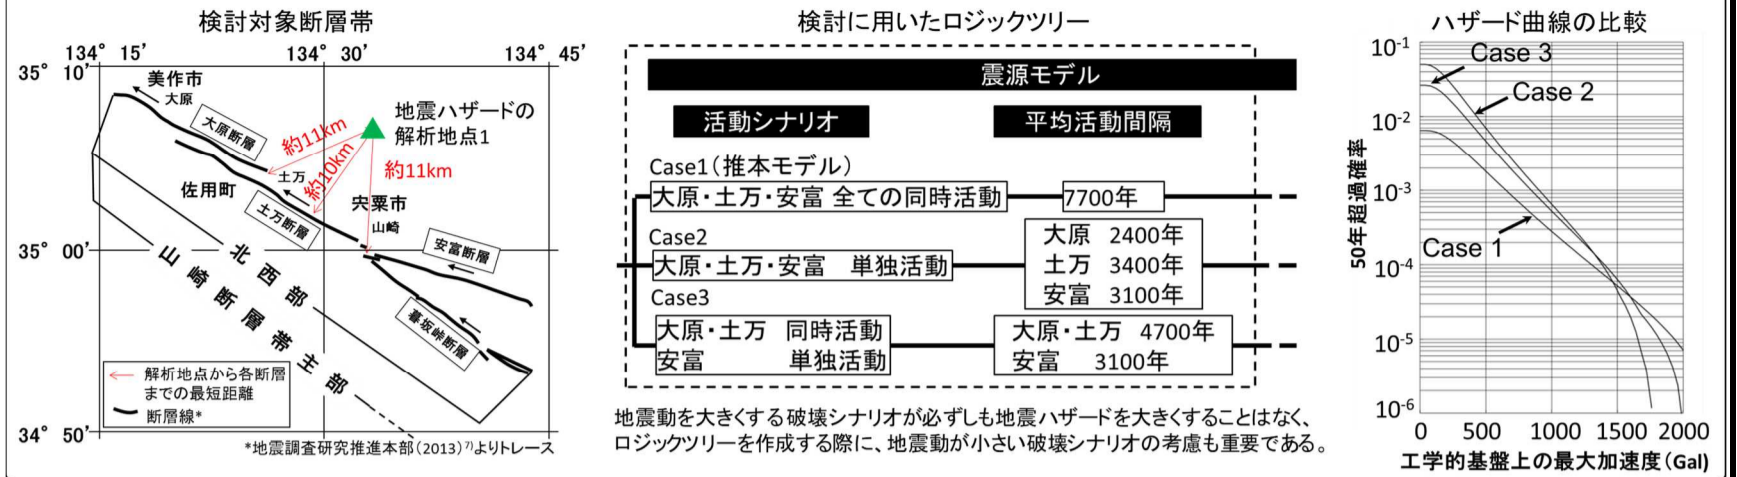 検討対象断層帯
134° 15’
134° 30’
134° 45’
35° 10’
35° 00’
34° 50’
美作市
大原
大原断層
約11km
地震ハザードの
解析地点1
約10km
約11km
土万
佐用町
土万断層
宍粟市
山崎
安富断層
暮坂峠断層
北西部
山崎断層帯主部
解析地点から各断層
までの最短距離
断層線*
*地震調査研究推進本部(2013)7)よりトレース
検討に用いたロジックツリー
震源モデル
活動シナリオ
平均活動間隔
Case1(推本モデル)
大原・土万・安富 全ての同時活動
7700年
Case2
大原・土万・安富 単独活動
大原 2400年
土万 3400年
安富 3100年
Case3
大原・土万 同時活動
安富 単独活動
大原・土万 4700年
安富 3100年
地震動を大きくする破壊シナリオが必ずしも地震ハザードを大きくすることはなく、
ロジックツリーを作成する際に、地震動が小さい破壊シナリオの考慮も重要である。
ハザード曲線の比較
10-1
10-2
10-3
10-4
10-5
10-6
50年超過確率
Case 3
Case 2
Case 1
0 500 1000 1500 2000
工学的基盤上の最大加速度(Gal)